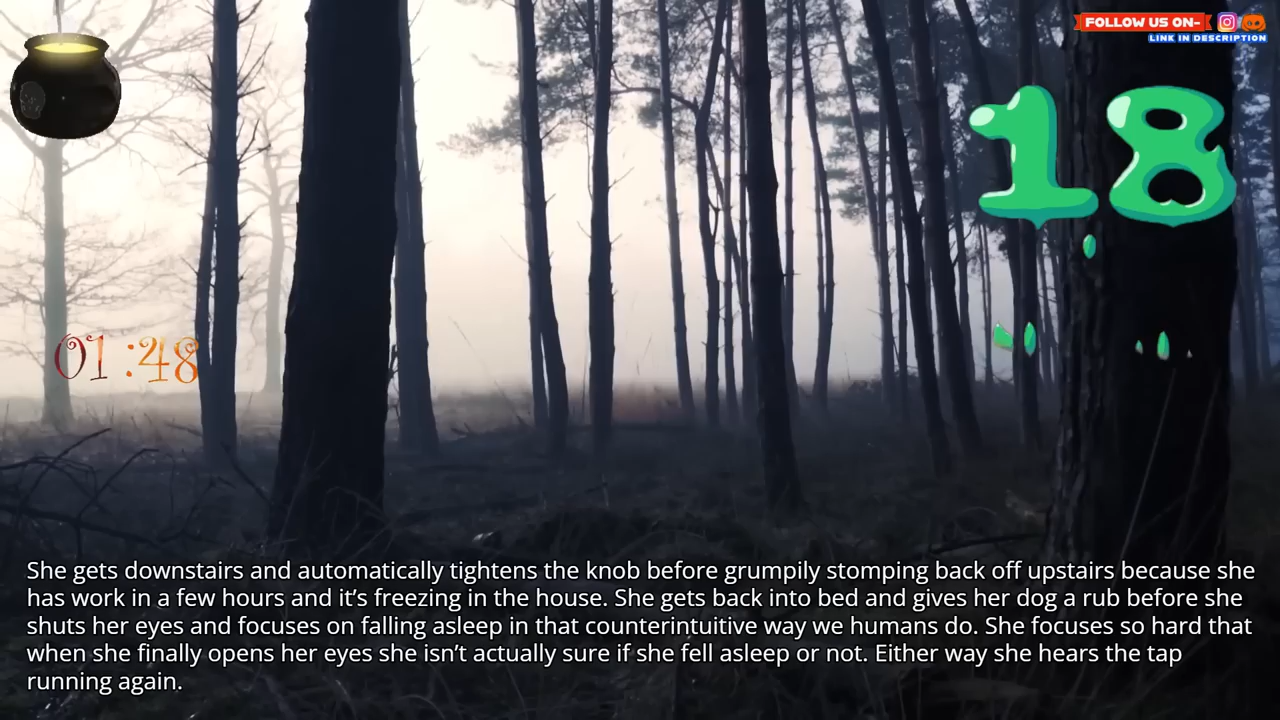 FOLLOW US ON-
LINK IN DESCRIPTION
18
01:48
She gets downstairs and automatically tightens the knob before grumpily stomping back off upstairs because she
has work in a few hours and it’s freezing in the house. She gets back into bed and gives her dog a rub before she
shuts her eyes and focuses on falling asleep in that counterintuitive way we humans do. She focuses so hard that
when she finally opens her eyes she isn’t actually sure if she fell asleep or not. Either way she hears the tap
running again.